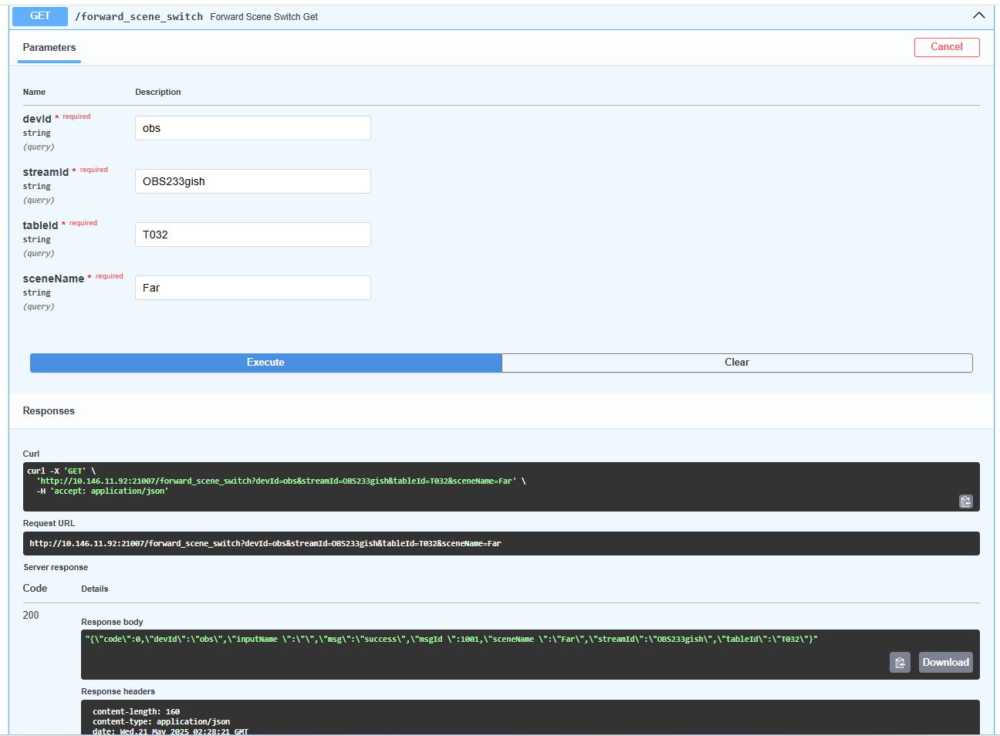 GET /forward_scene_switch Forward Scene Switch Get
Parameters
Cancel
Name Description
devId * required
string
(query)
obs
streamId * required
string
(query)
OBS233gish
tableId * required
string
(query)
T032
sceneName * required
string
(query)
Far
Execute Clear
Responses
Curl
curl -X 'GET' \
'http://10.146.11.92:21007/forward_scene_switch?devId=obs&streamId=OBS233gish&tableId=T032&sceneName=Far' \
-H 'accept: application/json'
Request URL
http://10.146.11.92:21007/forward_scene_switch?devId=obs&streamId=OBS233gish&tableId=T032&sceneName=Far
Server response
Code Details
200
Response body
"{\"code\":0,\"devId\":\"obs\",\"inputName \":\"\",\"msg\":\"success\",\"msgId \":1001,\"sceneName \":\"Far\",\"streamId\":\"OBS233gish\",\"tableId\":\"T032\"}"
Download
Response headers
content-length: 160
content-type: application/json
date: Wed,21 May 2025 02:28:21 GMT